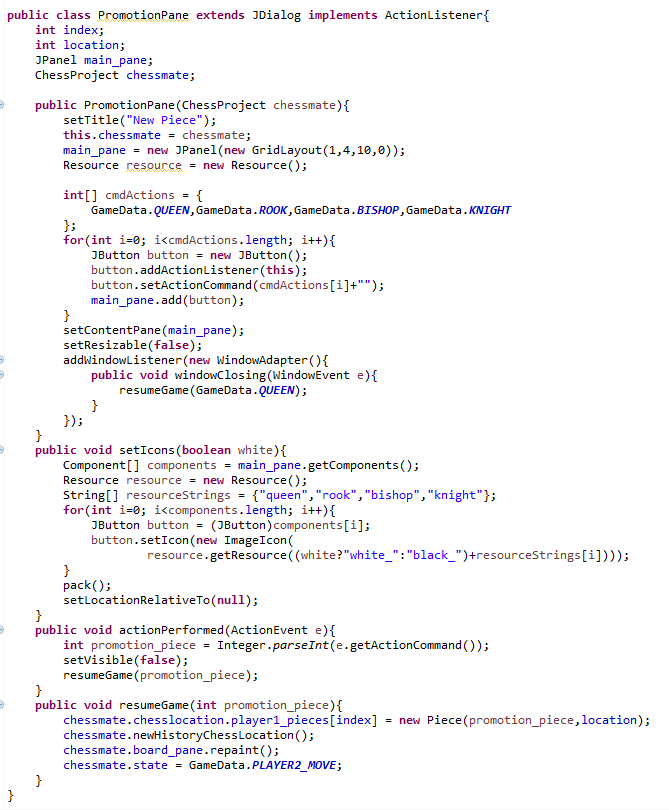 public class PromotionPane extends JDialog implements ActionListener{
    int index;
    int location;
    JPanel main_pane;
    ChessProject chessmate;

    public PromotionPane(ChessProject chessmate){
        setTitle("New Piece");
        this.chessmate = chessmate;
        main_pane = new JPanel(new GridLayout(1,4,10,0));
        Resource resource = new Resource();

        int[] cmdActions = {
            GameData.QUEEN,GameData.ROOK,GameData.BISHOP,GameData.KNIGHT
        };
        for(int i=0; i<cmdActions.length; i++){
            JButton button = new JButton();
            button.addActionListener(this);
            button.setActionCommand(cmdActions[i]+"");
            main_pane.add(button);
        }
        setContentPane(main_pane);
        setResizable(false);
        addWindowListener(new WindowAdapter(){
            public void windowClosing(WindowEvent e){
                resumeGame(GameData.QUEEN);
            }
        });
    }
    public void setIcons(boolean white){
        Component[] components = main_pane.getComponents();
        Resource resource = new Resource();
        String[] resourceStrings = {"queen","rook","bishop","knight"};
        for(int i=0; i<components.length; i++){
            JButton button = (JButton)components[i];
            button.setIcon(new ImageIcon(
                    resource.getResource((white?"white_":"black_")+resourceStrings[i])));
        }
        pack();
        setLocationRelativeTo(null);
    }
    public void actionPerformed(ActionEvent e){
        int promotion_piece = Integer.parseInt(e.getActionCommand());
        setVisible(false);
        resumeGame(promotion_piece);
    }
    public void resumeGame(int promotion_piece){
        chessmate.chesslocation.player1_pieces[index] = new Piece(promotion_piece,location);
        chessmate.newHistoryChessLocation();
        chessmate.board_pane.repaint();
        chessmate.state = GameData.PLAYER2_MOVE;
    }
}